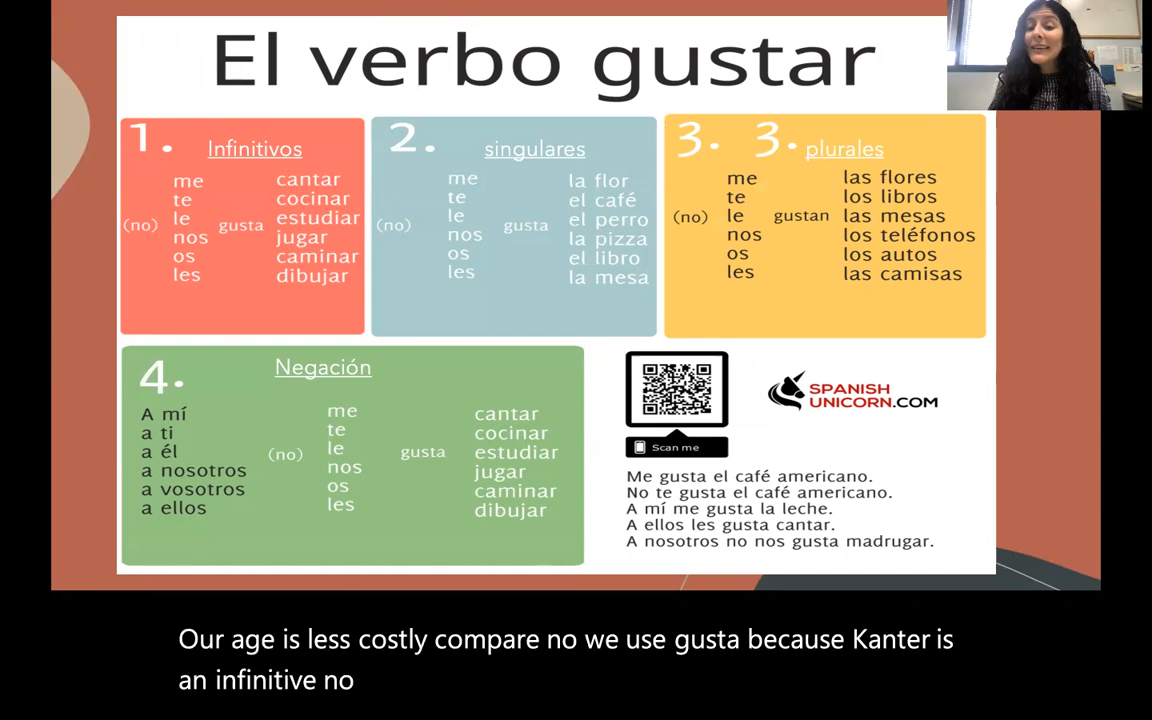 El verbo gustar
1.
Infinitivos
(no)
me
te
le
nos
os
les
gusta
cantar
cocinar
estudiar
jugar
caminar
dibujar
2.
singulares
(no)
me
te
le
nos
os
les
gusta
la flor
el café
el perro
la pizza
el libro
la mesa
3. 3. plurales
(no)
me
te
le
nos
os
les
gustan
las flores
los libros
las mesas
los teléfonos
los autos
las camisas
4.
Negación
A mí
a ti
a él
a nosotros
a vosotros
a ellos
(no)
me
te
le
nos
os
les
gusta
cantar
cocinar
estudiar
jugar
caminar
dibujar
Scan me
SPANISH
UNICORN.COM
Me gusta el café americano.
No te gusta el café americano.
A mí me gusta la leche.
A ellos les gusta cantar.
A nosotros no nos gusta madrugar.
Our age is less costly compare no we use gusta because Kanter is
an infinitive no